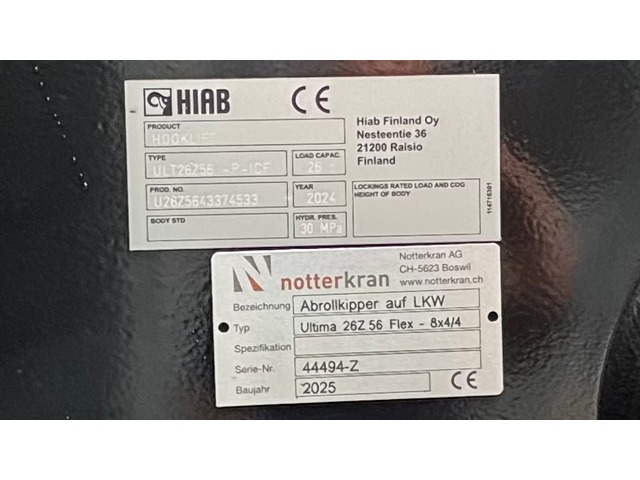 HIAB CE
Hiab Finland Oy
Nesteentie 36
21200 Raisio
Finland
PRODUCT
HOOKLIFT
TYPE
ULT26Z56 -P-ICF
LOAD CAPAC.
26
PROD. NO.
U26Z5643374533
YEAR
2024
BODY STD
HYDR. PRES.
30 MPa
LOCKINGS RATED LOAD AND COG
HEIGHT OF BODY
notterkran
Notterkran AG
CH-5623 Boswil
www.notterkran.ch
Bezeichnung Abrollkipper auf LKW
Typ Ultima 26Z 56 Flex - 8x4/4
Spezifikation
Serie-Nr. 44494-Z
Baujahr 2025 CE